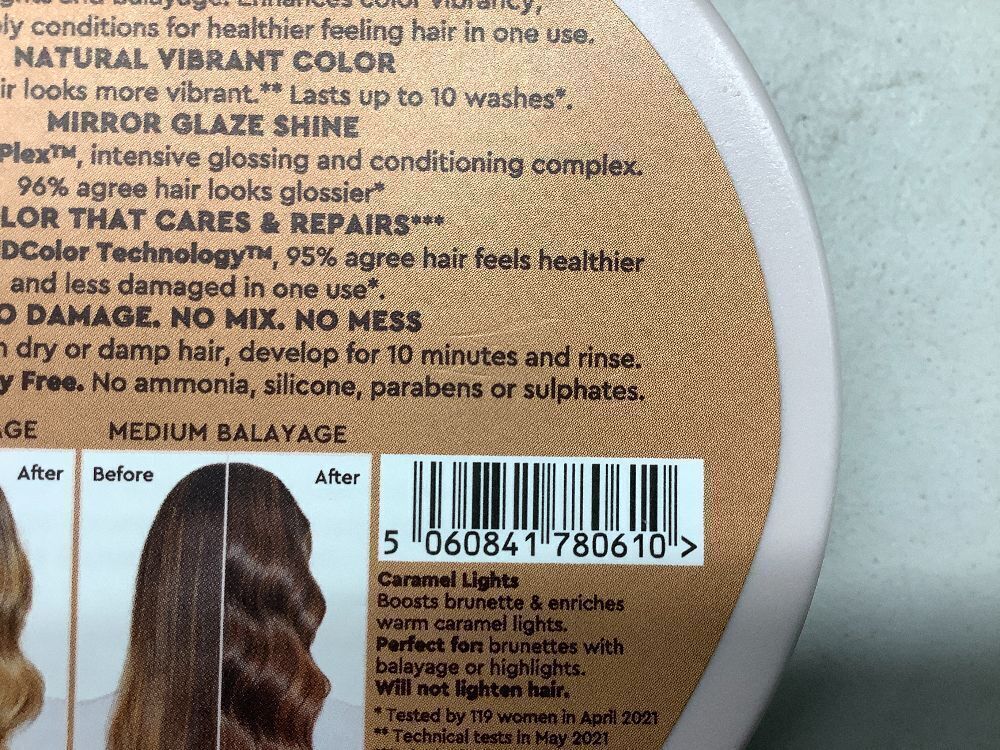 and balayage. Enhances color vibrancy,
ly conditions for healthier feeling hair in one use.
NATURAL VIBRANT COLOR
ir looks more vibrant.** Lasts up to 10 washes*.
MIRROR GLAZE SHINE
Plex™, intensive glossing and conditioning complex.
96% agree hair looks glossier*
LOR THAT CARES & REPAIRS***
DColor Technology™, 95% agree hair feels healthier
and less damaged in one use*.
O DAMAGE. NO MIX. NO MESS
n dry or damp hair, develop for 10 minutes and rinse.
y Free. No ammonia, silicone, parabens or sulphates.
AGE MEDIUM BALAYAGE
After Before After
5 060841 780610 >
Caramel Lights
Boosts brunette & enriches
warm caramel lights.
Perfect for: brunettes with
balayage or highlights.
Will not lighten hair.
* Tested by 119 women in April 2021
** Technical tests in May 2021